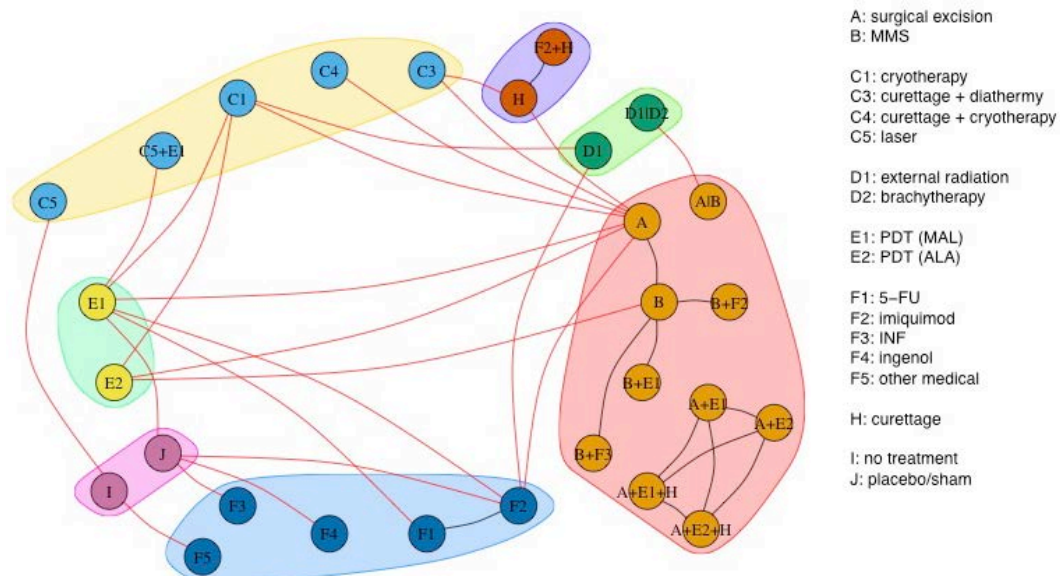 F2+H
C4
C3
H
C1
D1|D2
D1
C5+E1
C5
A|B
A
E1
B
B+F2
E2
B+E1
A+E1
A+E2
B+F3
J
I
A+E1+H
F3
F2
A+E2+H
F4
F1
F5
A: surgical excision
B: MMS
C1: cryotherapy
C3: curettage + diathermy
C4: curettage + cryotherapy
C5: laser
D1: external radiation
D2: brachytherapy
E1: PDT (MAL)
E2: PDT (ALA)
F1: 5-FU
F2: imiquimod
F3: INF
F4: ingenol
F5: other medical
H: curettage
I: no treatment
J: placebo/sham